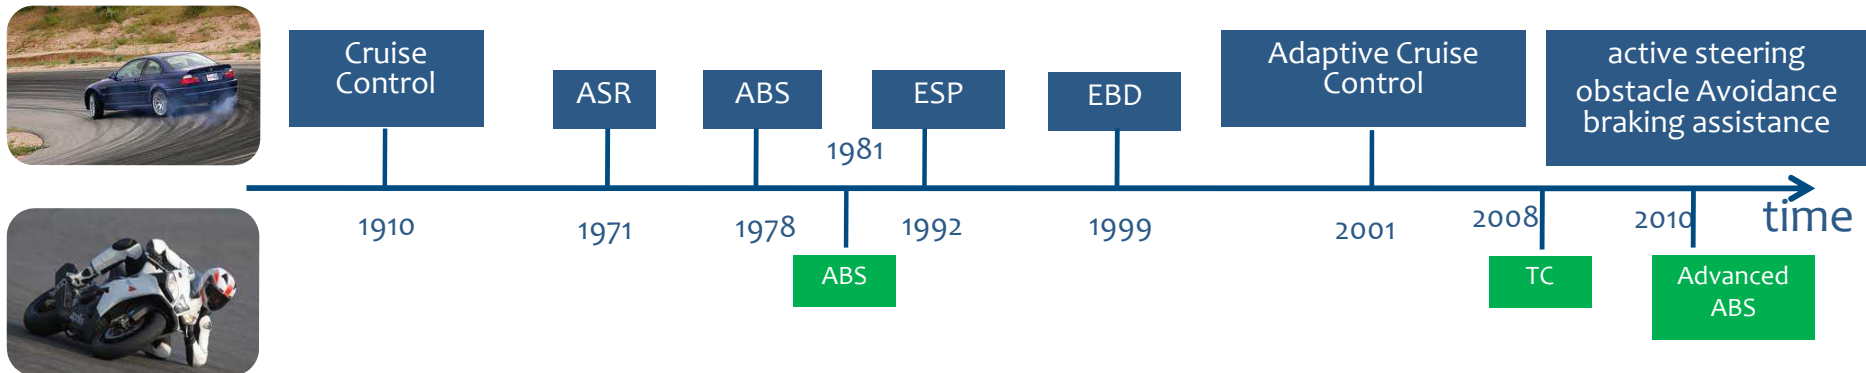 Cruise
Control
ASR
ABS
ESP
EBD
Adaptive Cruise
Control
active steering
obstacle Avoidance
braking assistance
1981
1910
1971
1978
1992
1999
2001
2008
2010
time
ABS
TC
Advanced
ABS